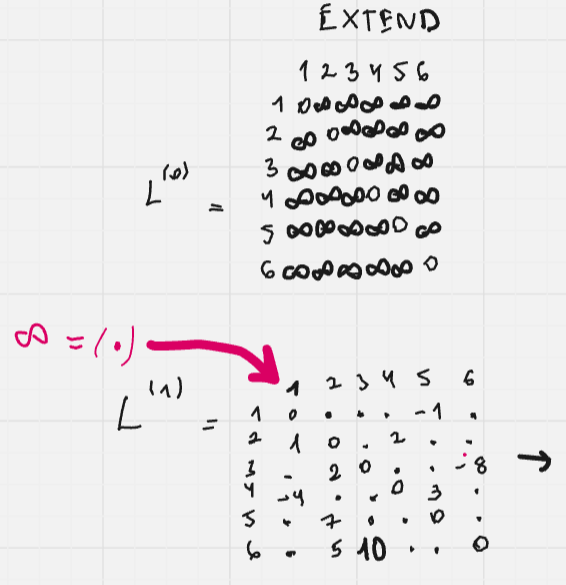 EXTEND
1 2 3 4 5 6
1 0 ∞ ∞ ∞ ∞ ∞
2 ∞ 0 ∞ ∞ ∞ ∞
3 ∞ ∞ 0 ∞ ∞ ∞
L⁽⁰⁾ = 4 ∞ ∞ ∞ 0 ∞ ∞
5 ∞ ∞ ∞ ∞ 0 ∞
6 ∞ ∞ ∞ ∞ ∞ 0
∞ = (.)
1 2 3 4 5 6
L⁽¹⁾ = 1 0 . . . -1 .
2 1 0 . 2 . .
3 . 2 0 . . -8 →
4 -4 . . 0 3 .
5 . 7 . . 0 .
6 . 5 10 . . 0